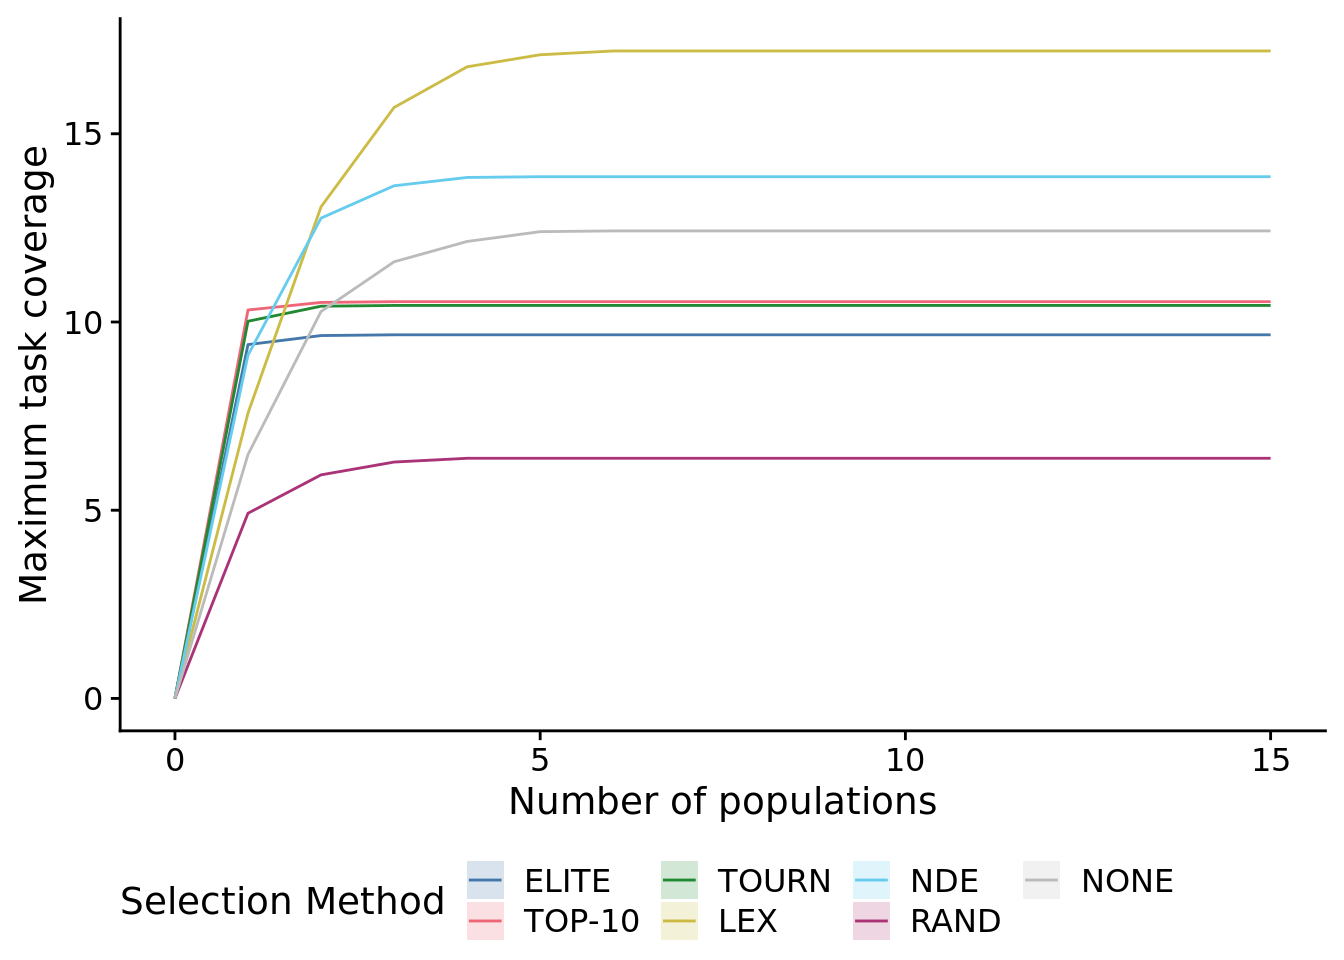 Maximum task coverage
15
10
5
0
0 5 10 15
Number of populations
Selection Method
ELITE TOURN NDE NONE
TOP-10 LEX RAND